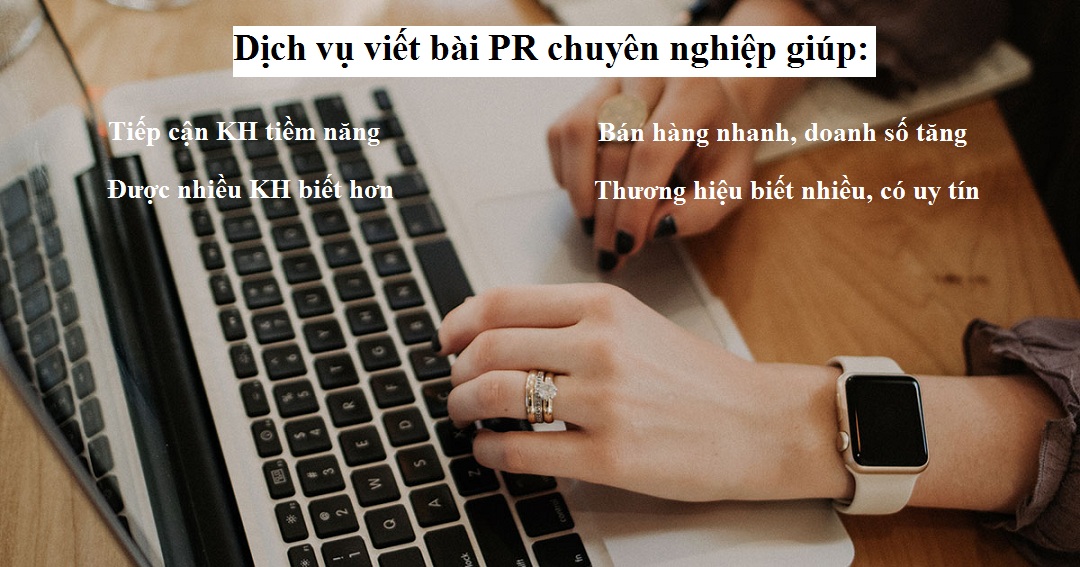 Dịch vụ viết bài PR chuyên nghiệp giúp:
Tiếp cận KH tiềm năng
Được nhiều KH biết hơn
Bán hàng nhanh, doanh số tăng
Thương hiệu biết nhiều, có uy tín